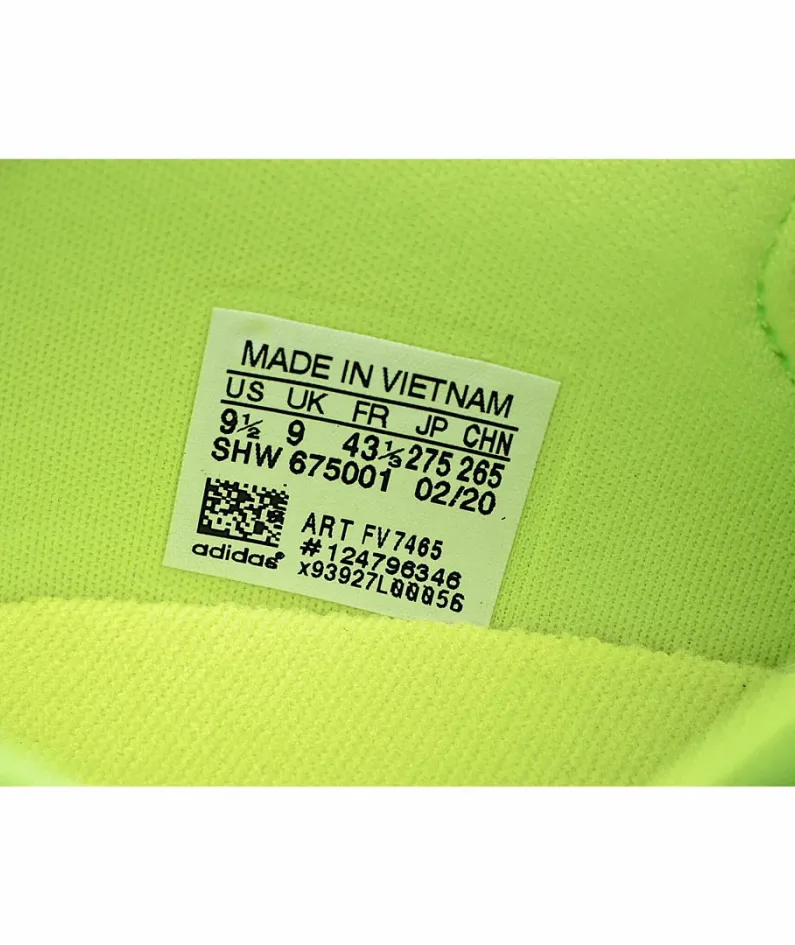 MADE IN VIETNAM
US UK FR JP CHN
9½ 9 43⅓ 275 265
SHW 675001 02/20
ART FV7465
#124796346
x93927L00056
adidas®